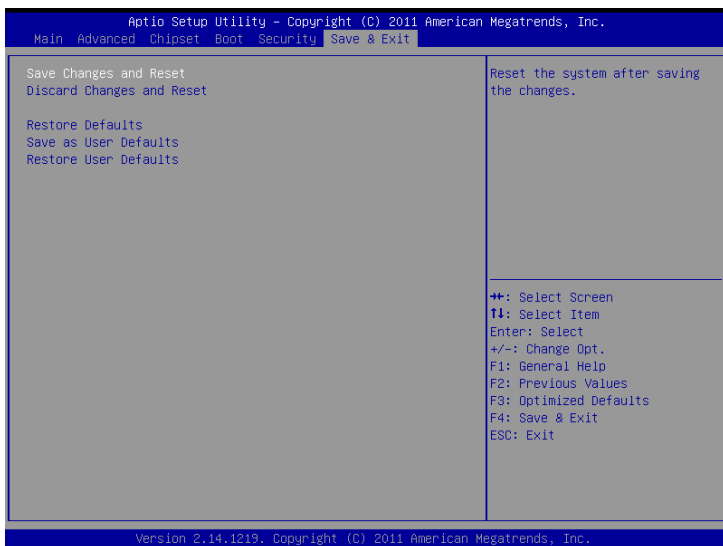 Aptio Setup Utility – Copyright (C) 2011 American Megatrends, Inc.
Main Advanced Chipset Boot Security Save & Exit
Save Changes and Reset
Discard Changes and Reset
Restore Defaults
Save as User Defaults
Restore User Defaults
Reset the system after saving
the changes.
→←: Select Screen
↑↓: Select Item
Enter: Select
+/-: Change Opt.
F1: General Help
F2: Previous Values
F3: Optimized Defaults
F4: Save & Exit
ESC: Exit
Version 2.14.1219. Copyright (C) 2011 American Megatrends, Inc.